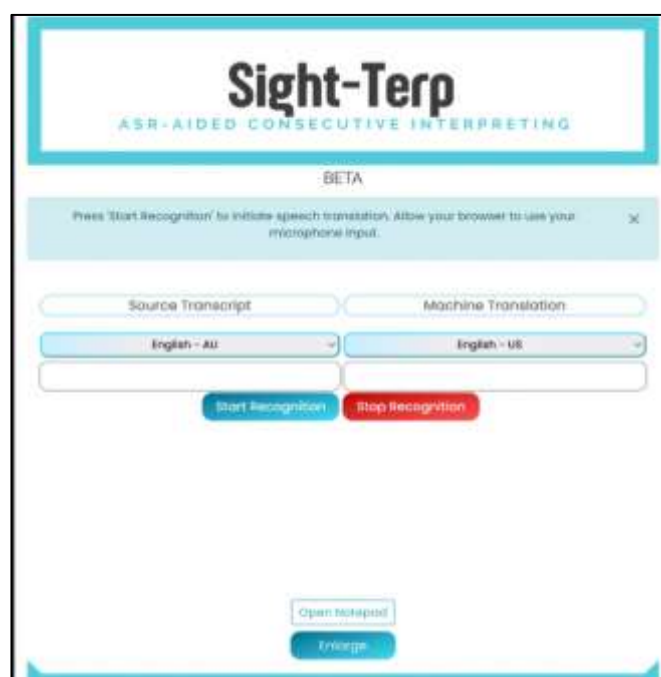 Sight-Terp
ASR-AIDED CONSECUTIVE INTERPRETING
BETA
Press 'Start Recognition' to initiate speech translation. Allow your browser to use your
microphone input.
×
Source Transcript
Machine Translation
English - AU
English - US
Start Recognition
Stop Recognition
Open Notepad
Enlarge